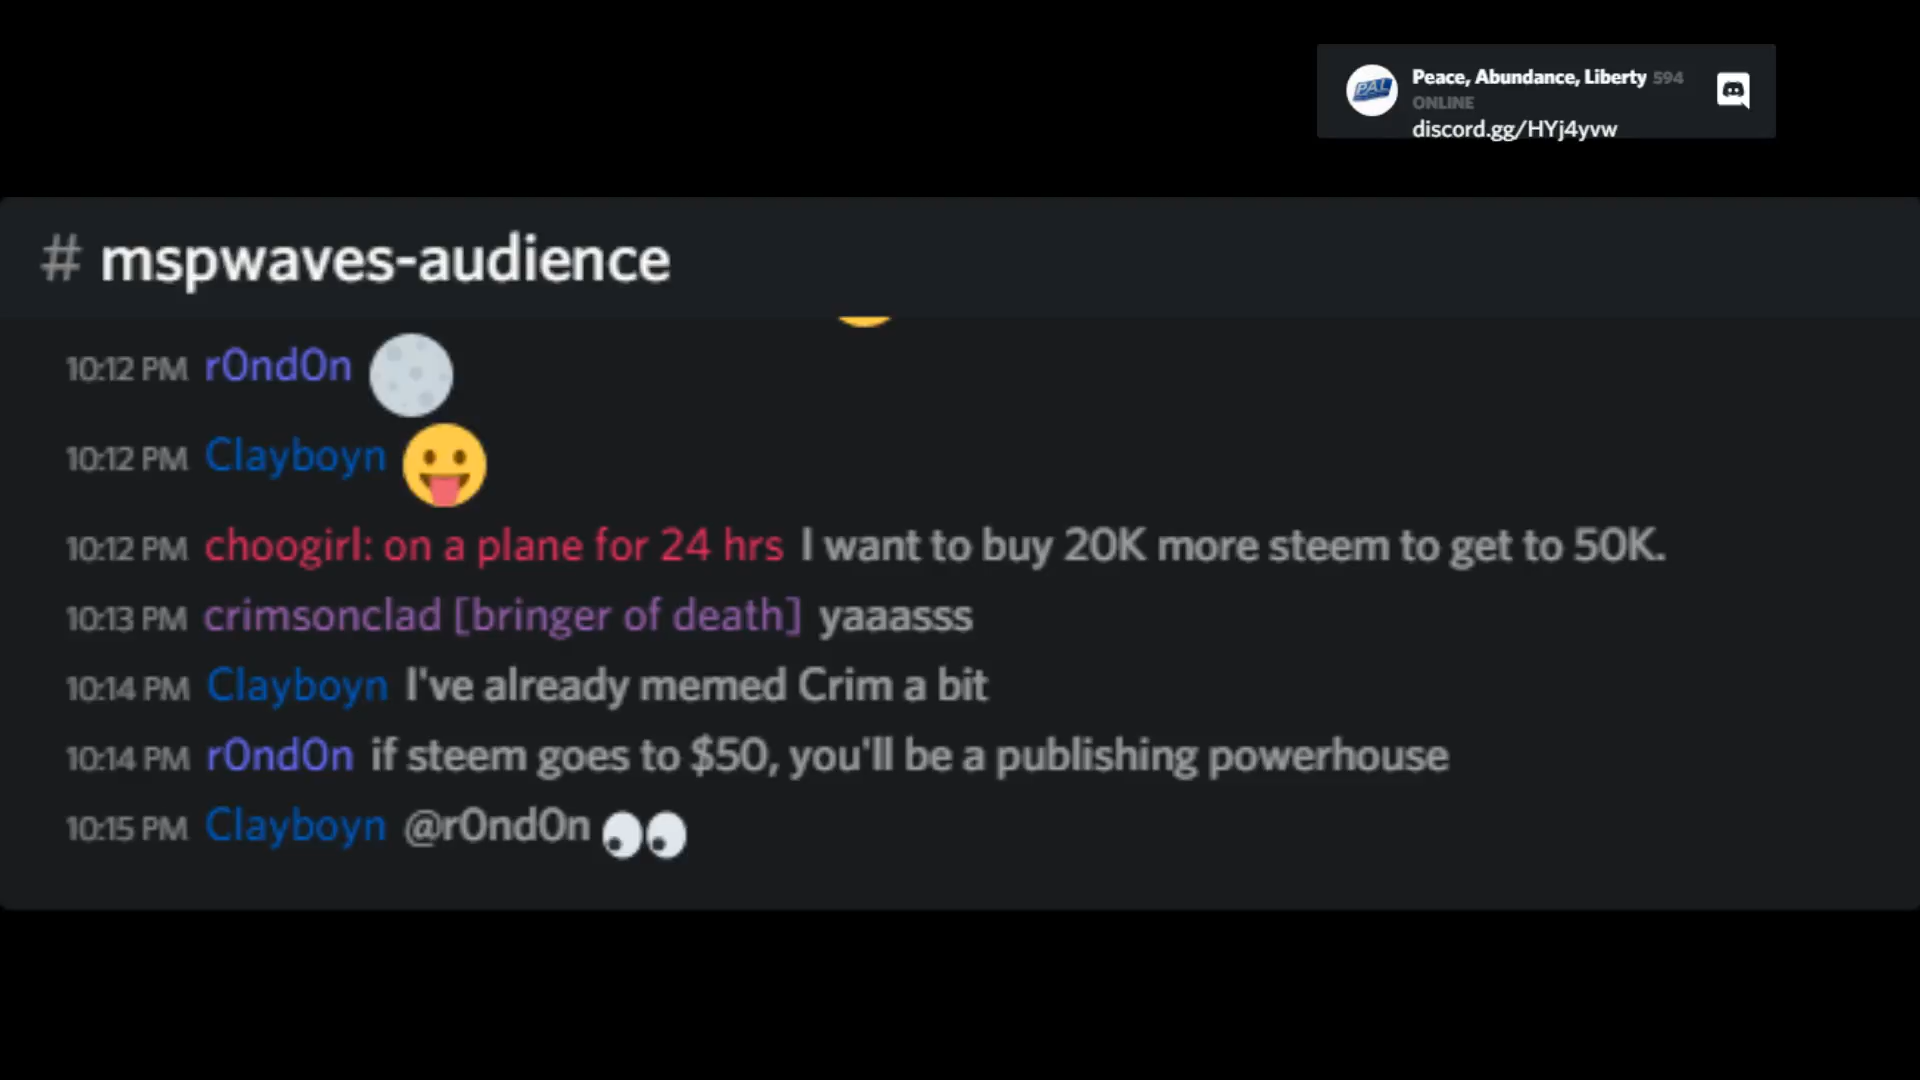 PAL
Peace, Abundance, Liberty 594
ONLINE
discord.gg/HYj4yvw
# mspwaves-audience
10:12 PM r0nd0n
10:12 PM Clayboyn
10:12 PM choogirl: on a plane for 24 hrs I want to buy 20K more steem to get to 50K.
10:13 PM crimsonclad [bringer of death] yaaasss
10:14 PM Clayboyn I've already memed Crim a bit
10:14 PM r0nd0n if steem goes to $50, you'll be a publishing powerhouse
10:15 PM Clayboyn @r0nd0n